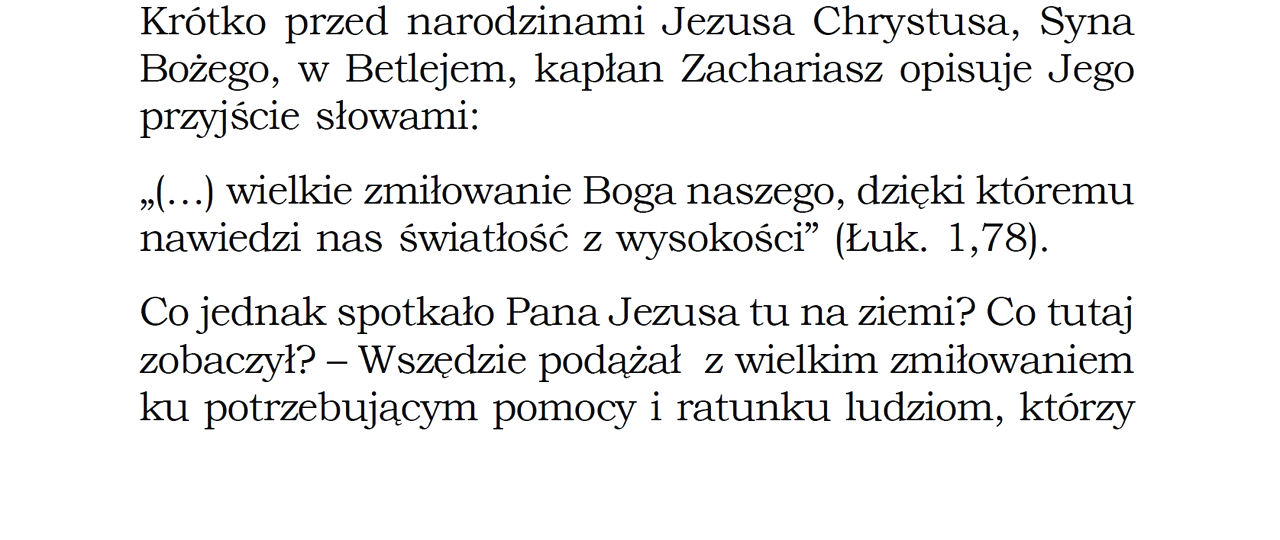 Krótko przed narodzinami Jezusa Chrystusa, Syna
Bożego, w Betlejem, kapłan Zachariasz opisuje Jego
przyjście słowami:
„(…) wielkie zmiłowanie Boga naszego, dzięki któremu
nawiedzi nas światłość z wysokości” (Łuk. 1,78).
Co jednak spotkało Pana Jezusa tu na ziemi? Co tutaj
zobaczył? – Wszędzie podążał  z wielkim zmiłowaniem
ku potrzebującym pomocy i ratunku ludziom, którzy